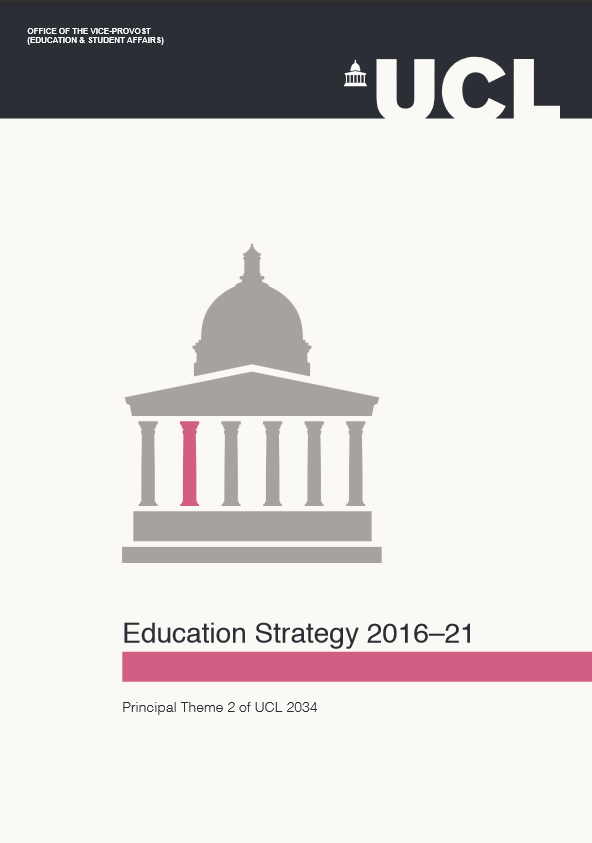 OFFICE OF THE VICE-PROVOST
(EDUCATION & STUDENT AFFAIRS)
UCL
Education Strategy 2016–21
Principal Theme 2 of UCL 2034